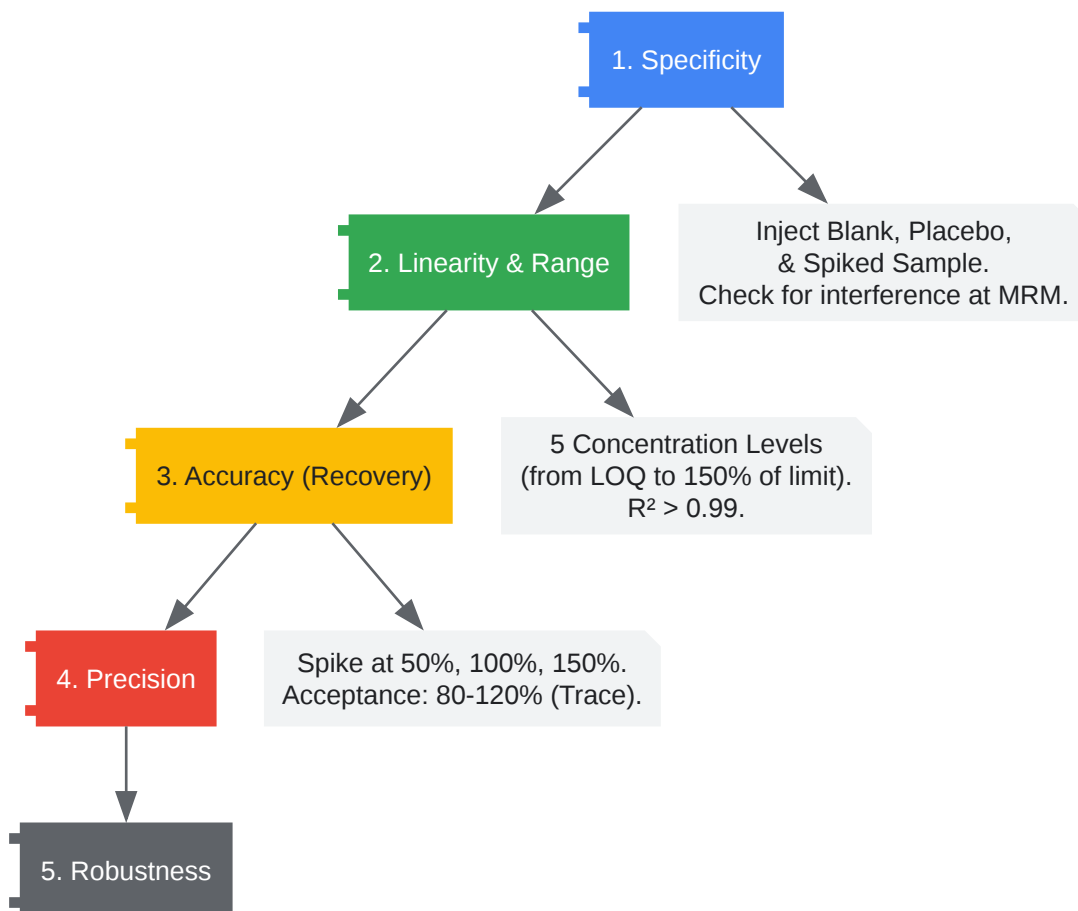 1. Specificity
Inject Blank, Placebo,
& Spiked Sample.
Check for interference at MRM.
2. Linearity & Range
5 Concentration Levels
(from LOQ to 150% of limit).
R² > 0.99.
3. Accuracy (Recovery)
Spike at 50%, 100%, 150%.
Acceptance: 80-120% (Trace).
4. Precision
5. Robustness